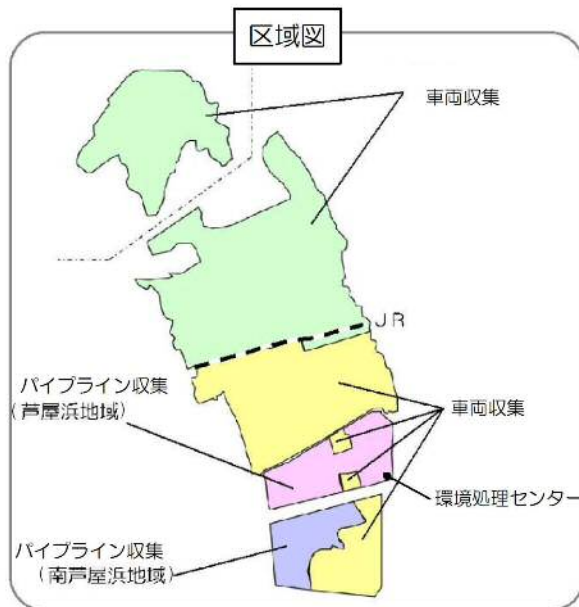 区域図
車両収集
JR
パイプライン収集
(芦屋浜地域)
車両収集
環境処理センター
パイプライン収集
(南芦屋浜地域)